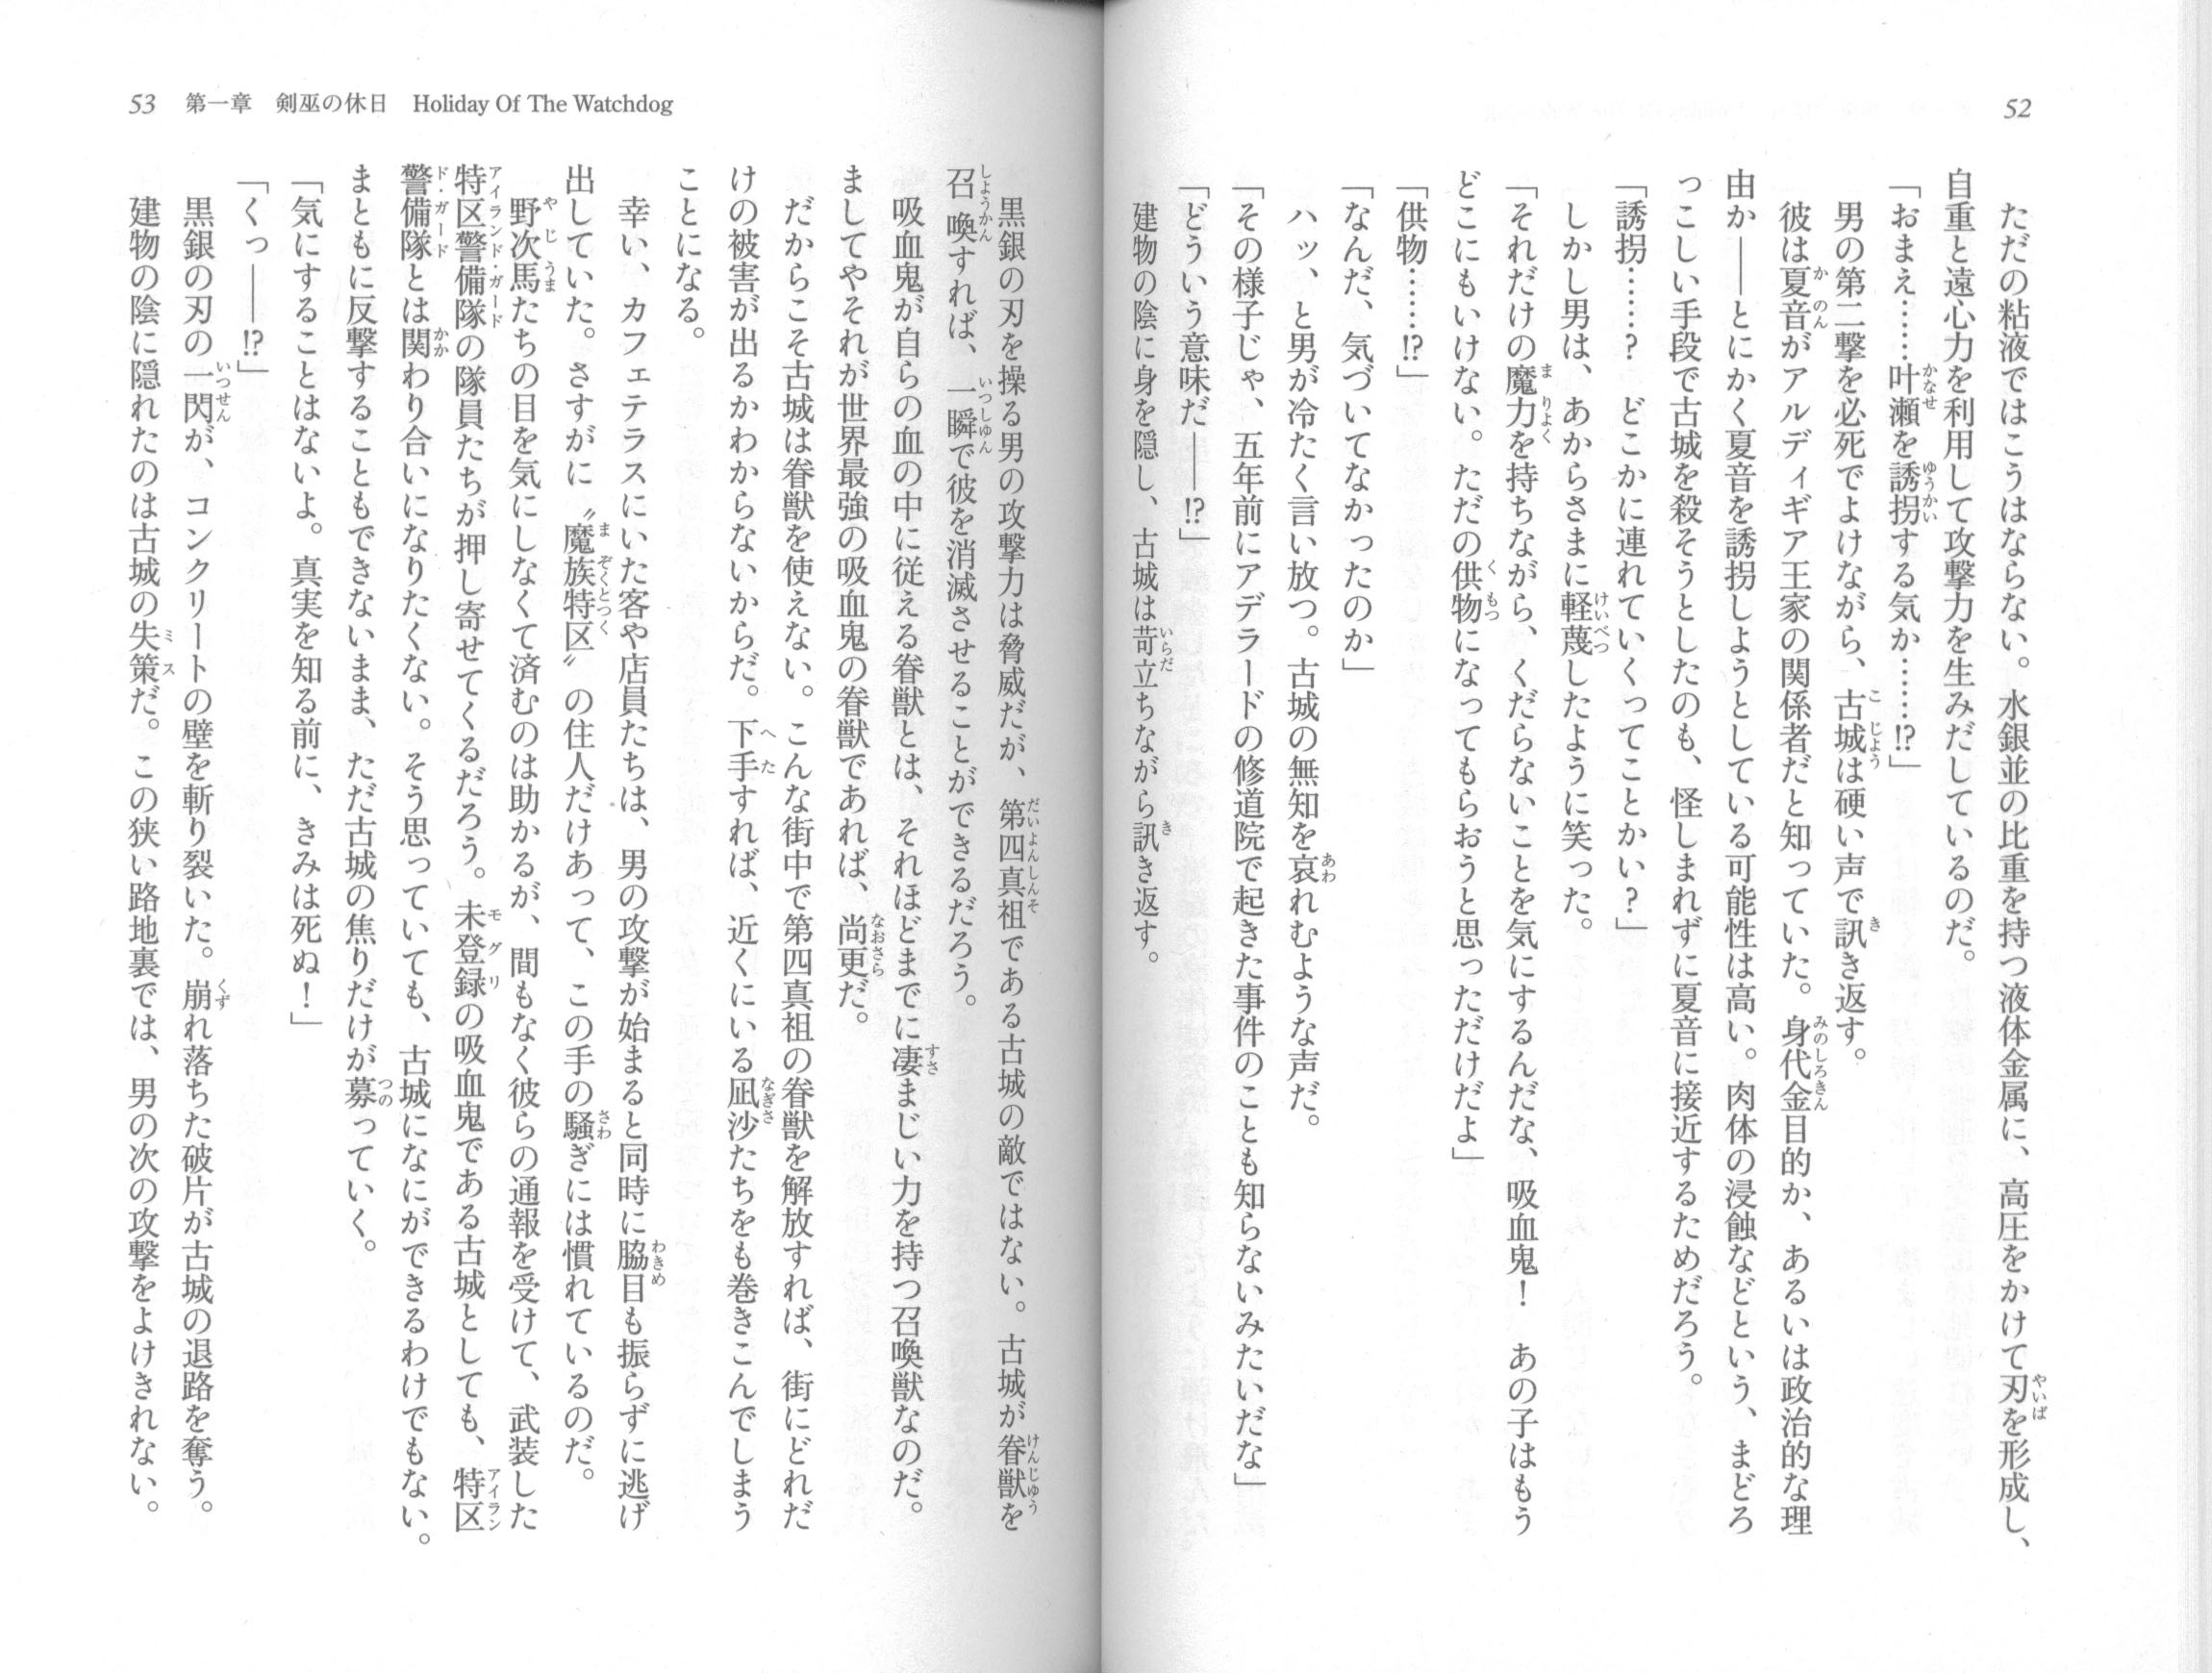 52
ただの粘液ではこうはならない。水銀並の比重を持つ液体金属に、高圧をかけて刃を形成し、
自重と遠心力を利用して攻撃力を生みだしているのだ。
「おまえ……叶瀬を誘拐する気か……!?」
男の第二撃を必死でよけながら、古城は硬い声で訊き返す。
彼は夏音がアルディギア王家の関係者だと知っていた。身代金目的か、あるいは政治的な理
由か――とにかく夏音を誘拐しようとしている可能性は高い。肉体の浸蝕などという、まどろ
っこしい手段で古城を殺そうとしたのも、怪しまれずに夏音に接近するためだろう。
「誘拐……？　どこかに連れていくってことかい？」
しかし男は、あからさまに軽蔑したように笑った。
「それだけの魔力を持ちながら、くだらないことを気にするんだな、吸血鬼！　あの子はもう
どこにもいけない。ただの供物になってもらおうと思っただけだよ」
「供物……!?」
「なんだ、気づいてなかったのか」
ハッ、と男が冷たく言い放つ。古城の無知を哀れむような声だ。
「その様子じゃ、五年前にアデラードの修道院で起きた事件のことも知らないみたいだな」
「どういう意味だ――!?」
建物の陰に身を隠し、古城は苛立ちながら訊き返す。
53　第一章　剣巫の休日　Holiday Of The Watchdog
黒銀の刃を操る男の攻撃力は脅威だが、第四真祖である古城の敵ではない。古城が眷獣を
召喚すれば、一瞬で彼を消滅させることができるだろう。
吸血鬼が自らの血の中に従える眷獣とは、それほどまでに凄まじい力を持つ召喚獣なのだ。
ましてやそれが世界最強の吸血鬼の眷獣であれば、尚更だ。
だからこそ古城は眷獣を使えない。こんな街中で第四真祖の眷獣を解放すれば、街にどれだ
けの被害が出るかわからないからだ。下手すれば、近くにいる凪沙たちをも巻きこんでしまう
ことになる。
幸い、カフェテラスにいた客や店員たちは、男の攻撃が始まると同時に脇目も振らずに逃げ
出していた。さすがに〝魔族特区〟の住人だけあって、この手の騒ぎには慣れているのだ。
野次馬たちの目を気にしなくて済むのは助かるが、間もなく彼らの通報を受けて、武装した
特区警備隊の隊員たちが押し寄せてくるだろう。未登録の吸血鬼である古城としても、特区
警備隊とは関わり合いになりたくない。そう思っていても、古城になにができるわけでもない。
まともに反撃することもできないまま、ただ古城の焦りだけが募っていく。
「気にすることはないよ。真実を知る前に、きみは死ぬ！」
「くっ――!?」
黒銀の刃の一閃が、コンクリートの壁を斬り裂いた。崩れ落ちた破片が古城の退路を奪う。
建物の陰に隠れたのは古城の失策だ。この狭い路地裏では、男の次の攻撃をよけきれない。